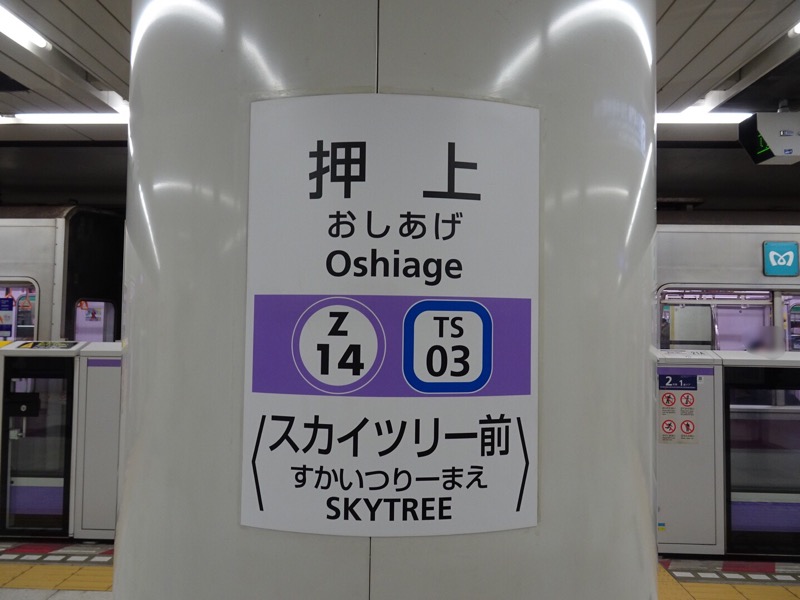 押 上
おしあげ
Oshiage
Z
14
TS
03
〈スカイツリー前〉
すかいつりーまえ
SKYTREE
2